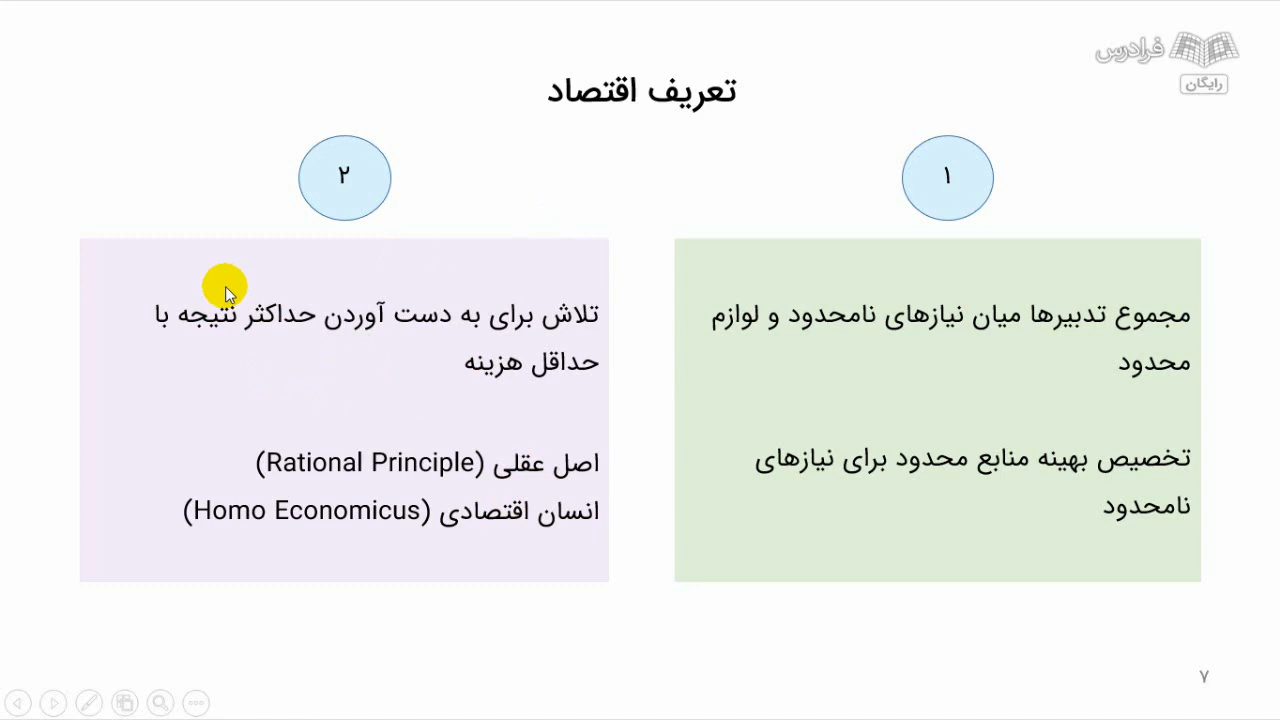 فرادرس
رایگان
تعریف اقتصاد
۱
مجموع تدبیرها میان نیازهای نامحدود و لوازم
محدود
تخصیص بهینه منابع محدود برای نیازهای
نامحدود
۲
تلاش برای به دست آوردن حداکثر نتیجه با
حداقل هزینه
اصل عقلی (Rational Principle)
انسان اقتصادی (Homo Economicus)
۷